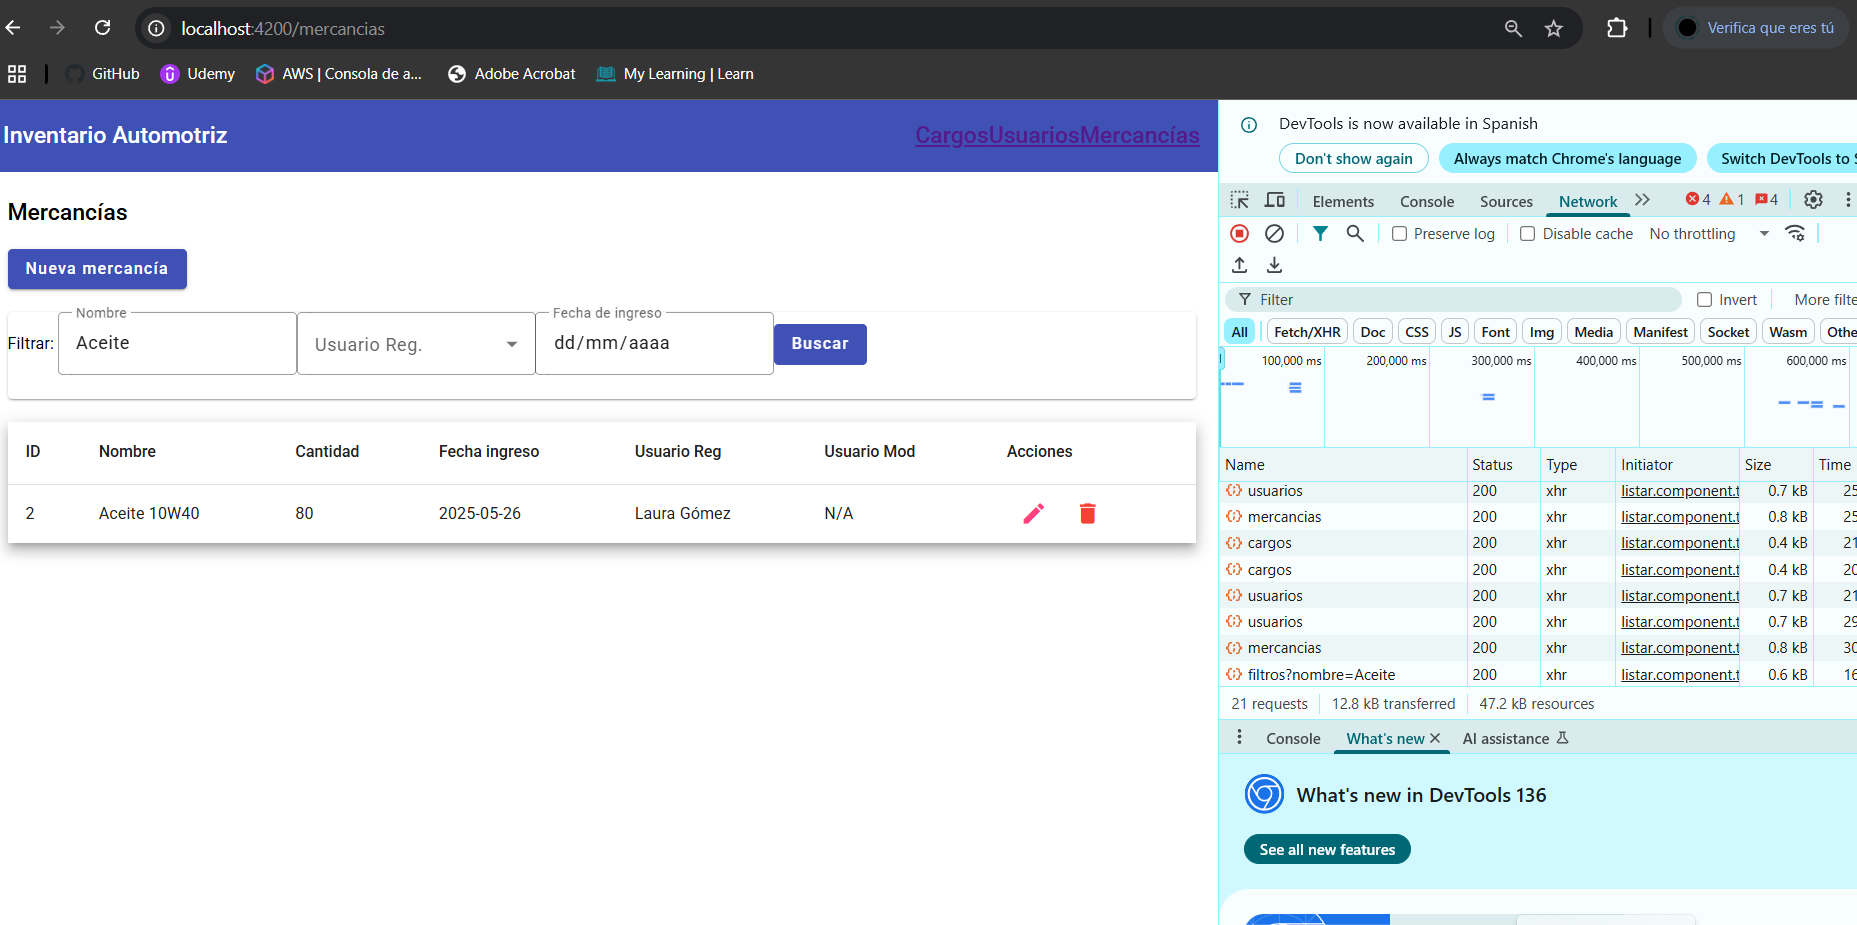 localhost:4200/mercancias
Verifica que eres tú
GitHub
Udemy
AWS | Consola de a...
Adobe Acrobat
My Learning | Learn
Inventario Automotriz
CargosUsuariosMercancías
Mercancías
Nueva mercancía
Filtrar:
Nombre
Aceite
Usuario Reg.
Fecha de ingreso
dd/mm/aaaa
Buscar
ID Nombre Cantidad Fecha ingreso Usuario Reg Usuario Mod Acciones
2 Aceite 10W40 80 2025-05-26 Laura Gómez N/A
DevTools is now available in Spanish
Don't show again
Always match Chrome's language
Switch DevTools to S
Elements Console Sources Network 4 1 4
Preserve log Disable cache No throttling
Filter Invert More filte
All Fetch/XHR Doc CSS JS Font Img Media Manifest Socket Wasm Othe
100,000 ms 200,000 ms 300,000 ms 400,000 ms 500,000 ms 600,000 ms
Name Status Type Initiator Size Time
usuarios 200 xhr listar.component.t 0.7 kB 25
mercancias 200 xhr listar.component.t 0.8 kB 25
cargos 200 xhr listar.component.t 0.4 kB 21
cargos 200 xhr listar.component.t 0.4 kB 20
usuarios 200 xhr listar.component.t 0.7 kB 21
usuarios 200 xhr listar.component.t 0.7 kB 29
mercancias 200 xhr listar.component.t 0.8 kB 30
filtros?nombre=Aceite 200 xhr listar.component.t 0.6 kB 16
21 requests 12.8 kB transferred 47.2 kB resources
Console What's new AI assistance
What's new in DevTools 136
See all new features